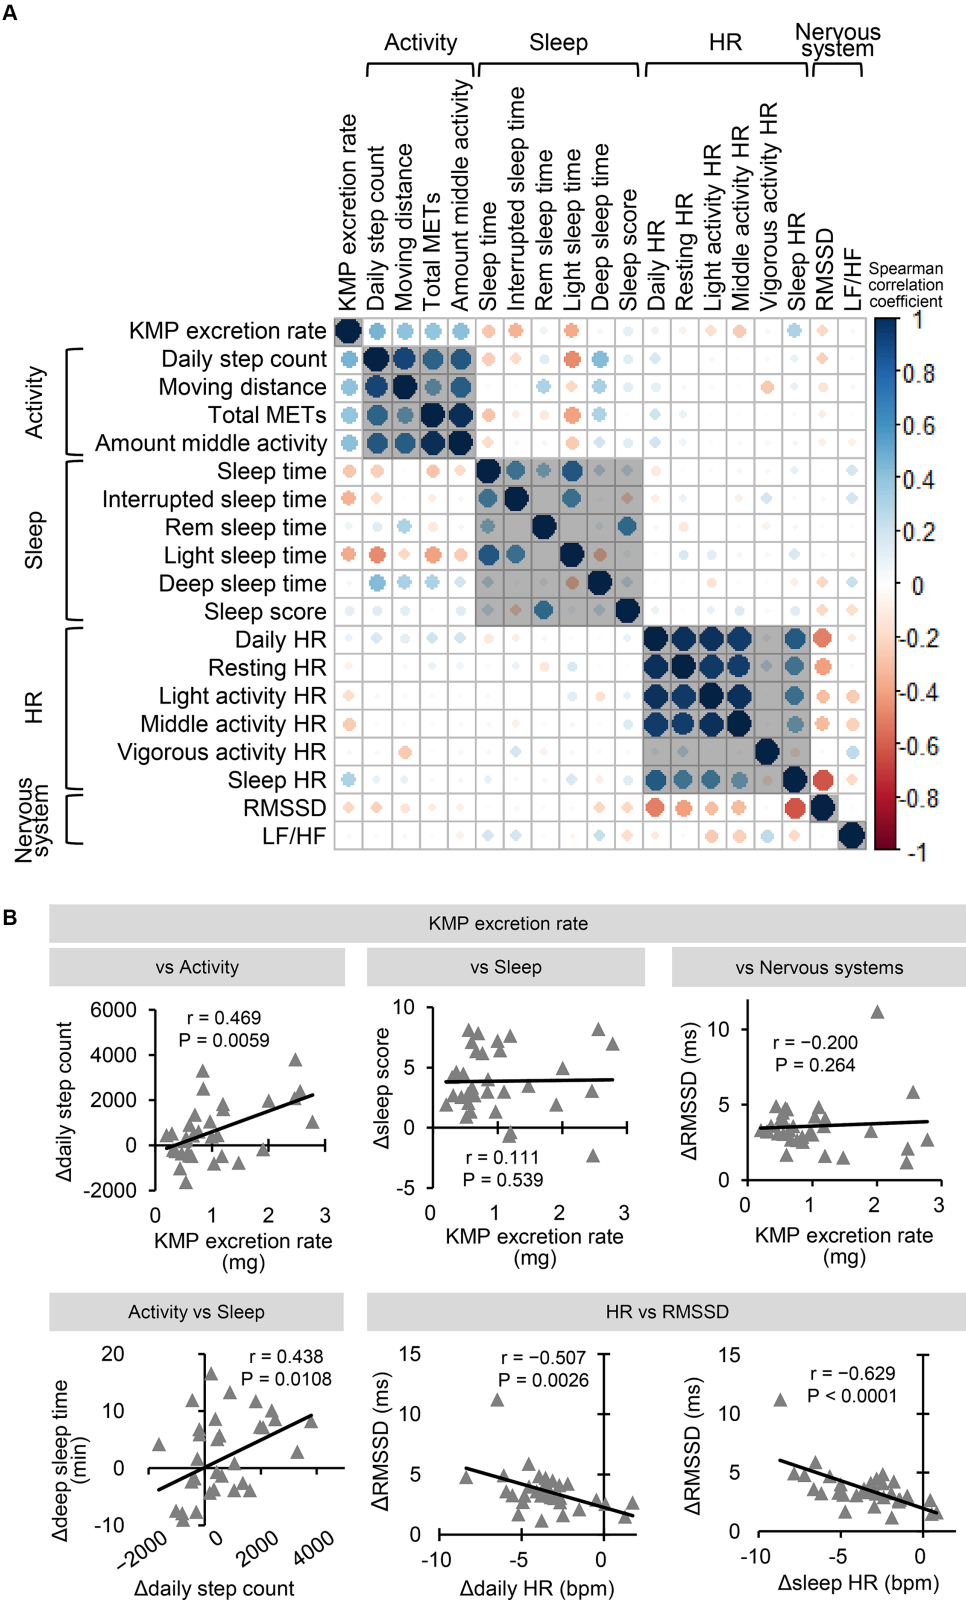 A
Activity
Sleep
HR
Nervous
system
KMP excretion rate
Daily step count
Moving distance
Total METs
Amount middle activity
Sleep time
Interrupted sleep time
Rem sleep time
Light sleep time
Deep sleep time
Sleep score
Daily HR
Resting HR
Light activity HR
Middle activity HR
Vigorous activity HR
Sleep HR
RMSSD
LF/HF
Spearman
correlation
coefficient
KMP excretion rate
Daily step count
Moving distance
Total METs
Amount middle activity
Sleep time
Interrupted sleep time
Rem sleep time
Light sleep time
Deep sleep time
Sleep score
Daily HR
Resting HR
Light activity HR
Middle activity HR
Vigorous activity HR
Sleep HR
RMSSD
LF/HF
Activity
Sleep
HR
Nervous
system
1
0.8
0.6
0.4
0.2
0
-0.2
-0.4
-0.6
-0.8
-1
B
KMP excretion rate
vs Activity
vs Sleep
vs Nervous systems
Δdaily step count
6000
4000
2000
0
-2000
r = 0.469
P = 0.0059
0 1 2 3
KMP excretion rate
(mg)
Δsleep score
10
5
0
-5
r = 0.111
P = 0.539
0 1 2 3
KMP excretion rate
(mg)
ΔRMSSD (ms)
10
5
0
r = −0.200
P = 0.264
0 1 2 3
KMP excretion rate
(mg)
Activity vs Sleep
HR vs RMSSD
Δdeep sleep time
(min)
20
10
0
-10
r = 0.438
P = 0.0108
−2000 0 2000 4000
Δdaily step count
ΔRMSSD (ms)
15
10
5
0
r = −0.507
P = 0.0026
-10 -5 0
Δdaily HR (bpm)
ΔRMSSD (ms)
15
10
5
0
r = −0.629
P < 0.0001
-10 -5 0
Δsleep HR (bpm)